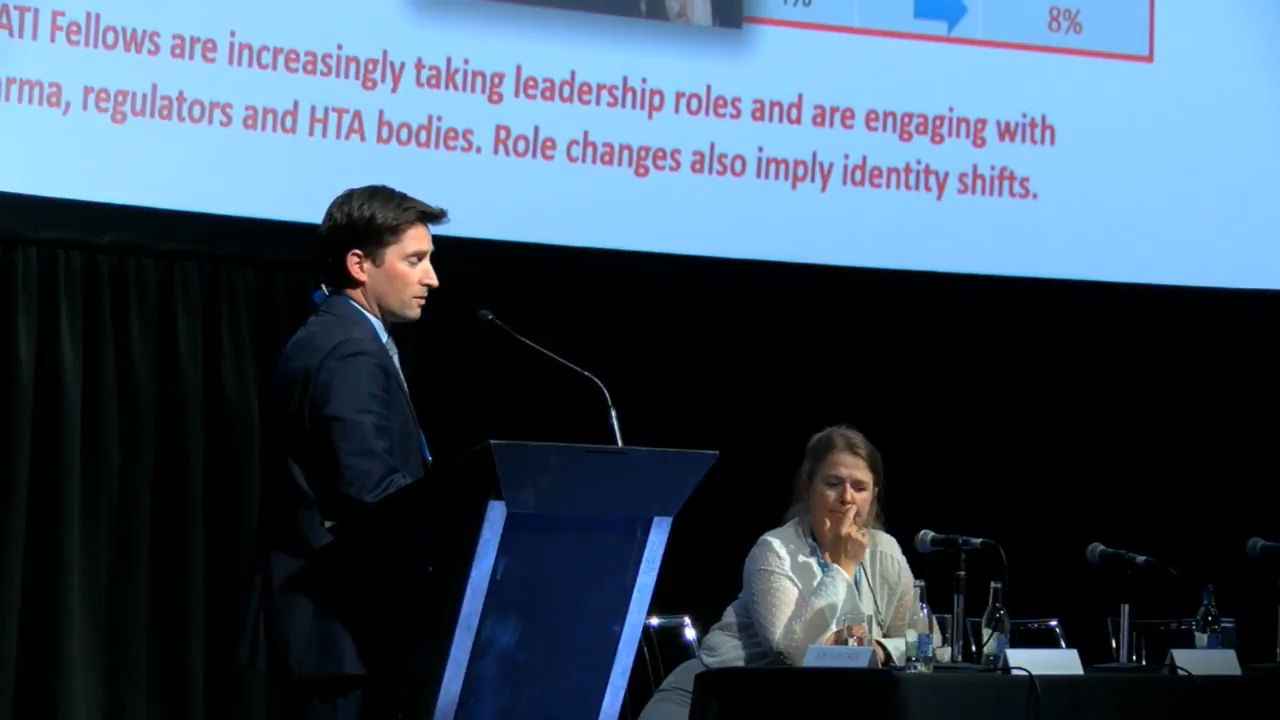 8%
ATI Fellows are increasingly taking leadership roles and are engaging with
arma, regulators and HTA bodies. Role changes also imply identity shifts.